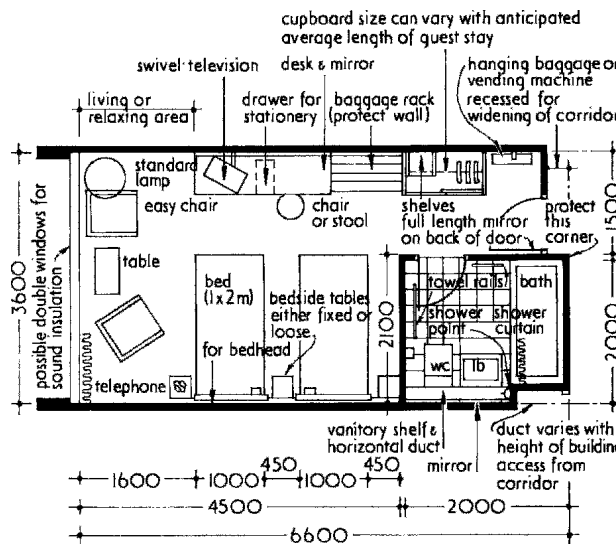 cupboard size can vary with anticipated
average length of guest stay
swivel television
desk & mirror
hanging baggage or
vending machine
recessed for
widening of corridor
living or
relaxing area
drawer for
stationery
baggage rack
(protect wall)
standard
lamp
easy chair
chair
or stool
shelves
full length mirror
on back of door
protect
this
corner
1500
3600
possible double windows for
sound insulation
table
bed
(1x2m)
bedside tables
either fixed or
loose
towel rails
bath
shower
point
shower
curtain
2100
2000
for bedhead
wc
lb
telephone
vanitory shelf &
horizontal duct
mirror
duct varies with
height of building
access from
corridor
1600
1000
450
1000
450
4500
2000
6600